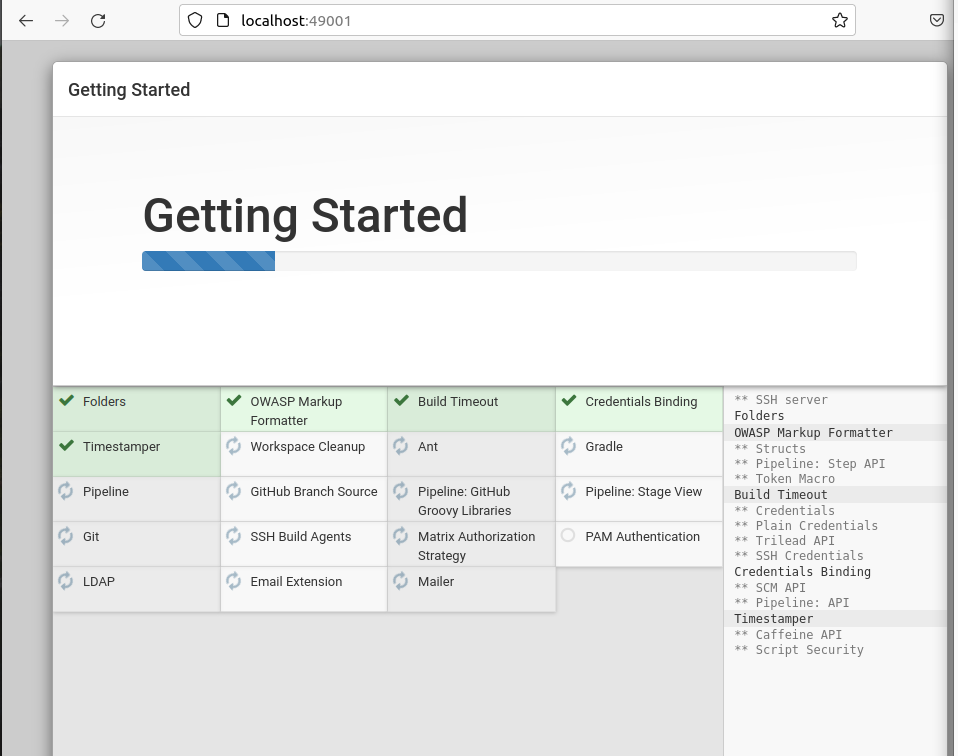 localhost:49001
Getting Started
Getting Started
Folders
OWASP Markup
Formatter
Build Timeout
Credentials Binding
Timestamper
Workspace Cleanup
Ant
Gradle
Pipeline
GitHub Branch Source
Pipeline: GitHub
Groovy Libraries
Pipeline: Stage View
Git
SSH Build Agents
Matrix Authorization
Strategy
PAM Authentication
LDAP
Email Extension
Mailer
** SSH server
Folders
OWASP Markup Formatter
** Structs
** Pipeline: Step API
** Token Macro
Build Timeout
** Credentials
** Plain Credentials
** Trilead API
** SSH Credentials
Credentials Binding
** SCM API
** Pipeline: API
Timestamper
** Caffeine API
** Script Security